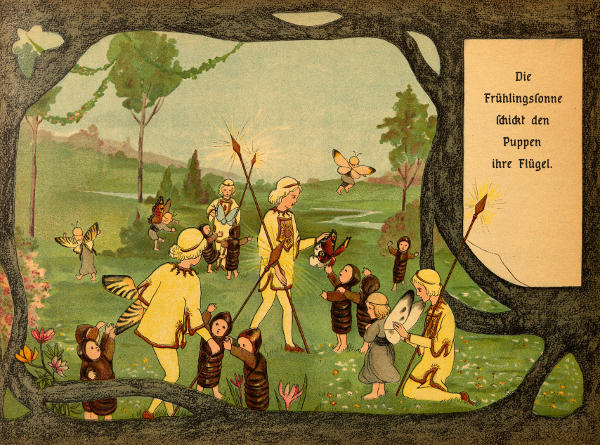 Die
Frühlingsſonne
ſchickt den
Puppen
ihre Flügel.